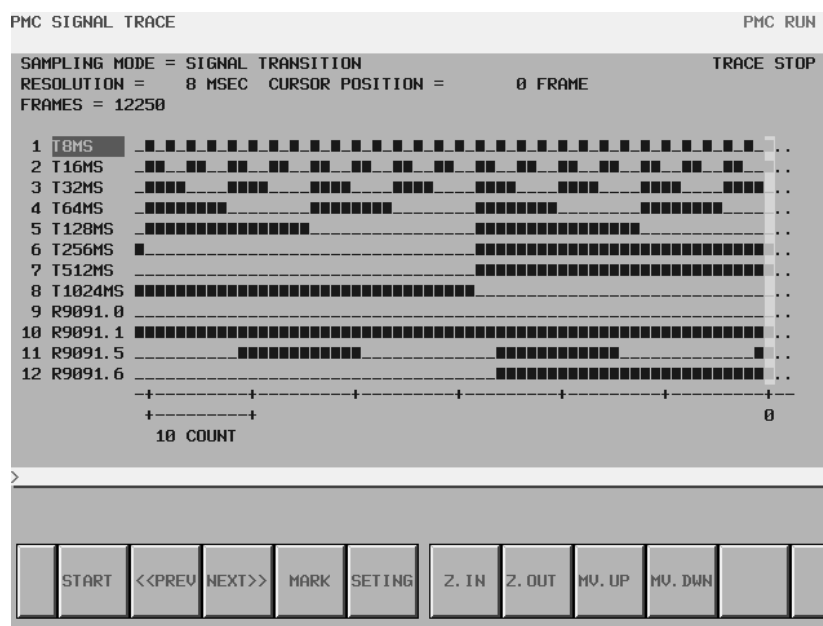 PMC SIGNAL TRACE PMC RUN
SAMPLING MODE = SIGNAL TRANSITION TRACE STOP
RESOLUTION = 8 MSEC CURSOR POSITION = 0 FRAME
FRAMES = 12250
1 T8MS
2 T16MS
3 T32MS
4 T64MS
5 T128MS
6 T256MS
7 T512MS
8 T1024MS
9 R9091.0
10 R9091.1
11 R9091.5
12 R9091.6
0
10 COUNT
>
START <<PREV NEXT>> MARK SETING Z.IN Z.OUT MV.UP MV.DWN